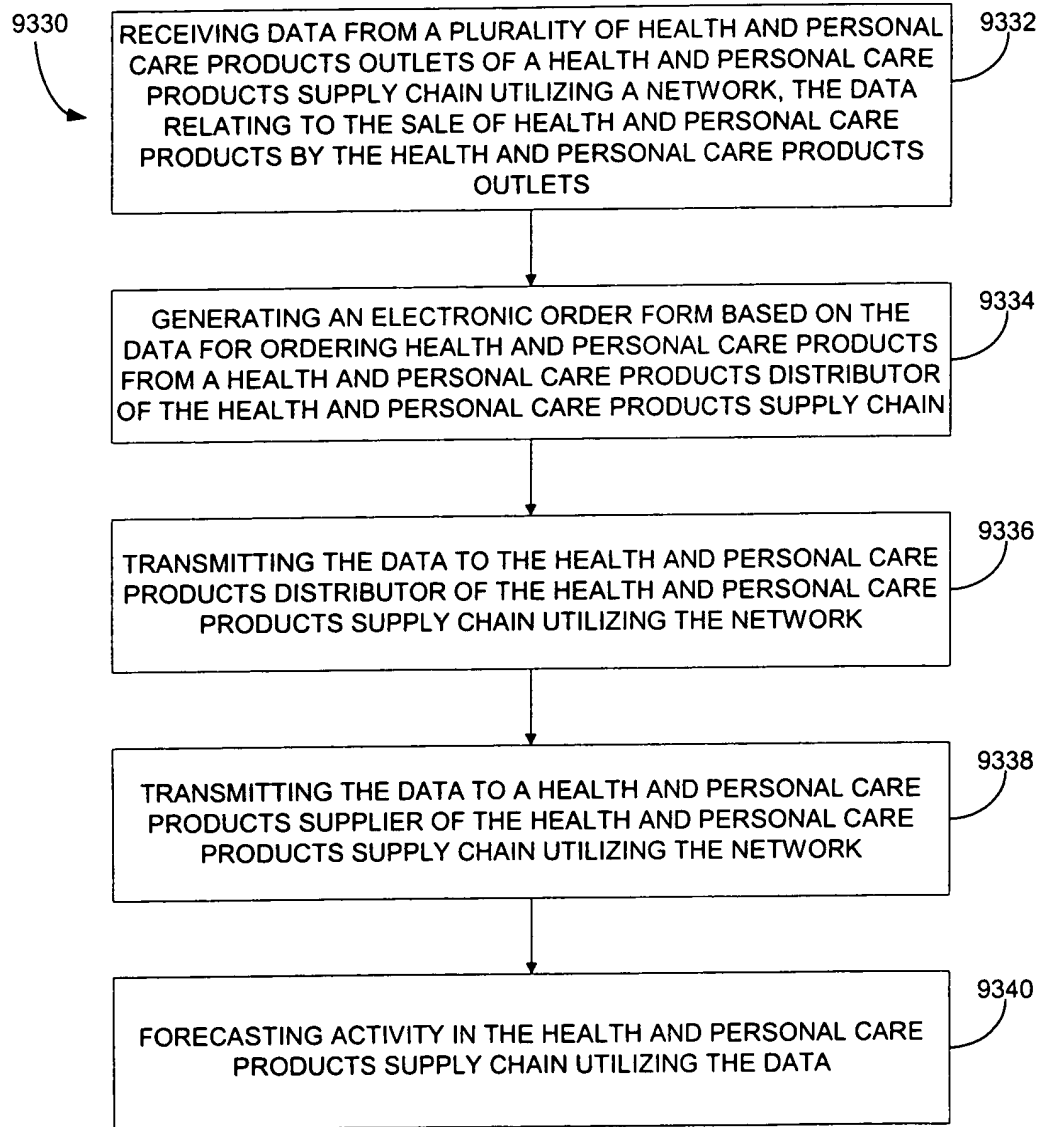 9330
9332
RECEIVING DATA FROM A PLURALITY OF HEALTH AND PERSONAL
CARE PRODUCTS OUTLETS OF A HEALTH AND PERSONAL CARE
PRODUCTS SUPPLY CHAIN UTILIZING A NETWORK, THE DATA
RELATING TO THE SALE OF HEALTH AND PERSONAL CARE
PRODUCTS BY THE HEALTH AND PERSONAL CARE PRODUCTS
OUTLETS
9334
GENERATING AN ELECTRONIC ORDER FORM BASED ON THE
DATA FOR ORDERING HEALTH AND PERSONAL CARE PRODUCTS
FROM A HEALTH AND PERSONAL CARE PRODUCTS DISTRIBUTOR
OF THE HEALTH AND PERSONAL CARE PRODUCTS SUPPLY CHAIN
9336
TRANSMITTING THE DATA TO THE HEALTH AND PERSONAL CARE
PRODUCTS DISTRIBUTOR OF THE HEALTH AND PERSONAL CARE
PRODUCTS SUPPLY CHAIN UTILIZING THE NETWORK
9338
TRANSMITTING THE DATA TO A HEALTH AND PERSONAL CARE
PRODUCTS SUPPLIER OF THE HEALTH AND PERSONAL CARE
PRODUCTS SUPPLY CHAIN UTILIZING THE NETWORK
9340
FORECASTING ACTIVITY IN THE HEALTH AND PERSONAL CARE
PRODUCTS SUPPLY CHAIN UTILIZING THE DATA